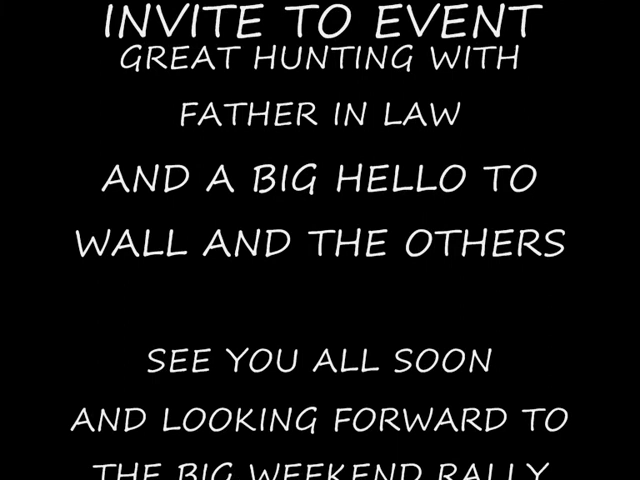 INVITE TO EVENT
GREAT HUNTING WITH
FATHER IN LAW
AND A BIG HELLO TO
WALL AND THE OTHERS
SEE YOU ALL SOON
AND LOOKING FORWARD TO
THE BIG WEEKEND RALLY